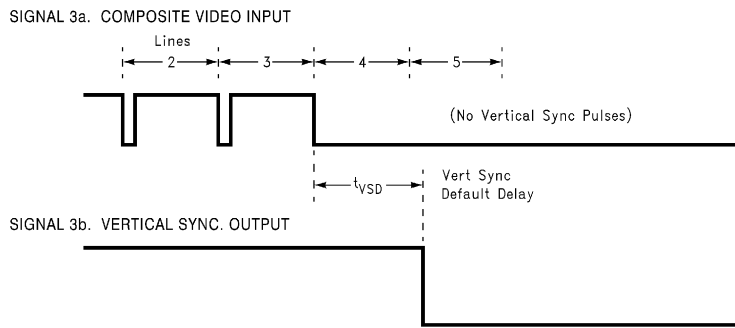 SIGNAL 3a. COMPOSITE VIDEO INPUT
Lines
2 3 4 5
(No Vertical Sync Pulses)
tVSD
Vert Sync
Default Delay
SIGNAL 3b. VERTICAL SYNC. OUTPUT